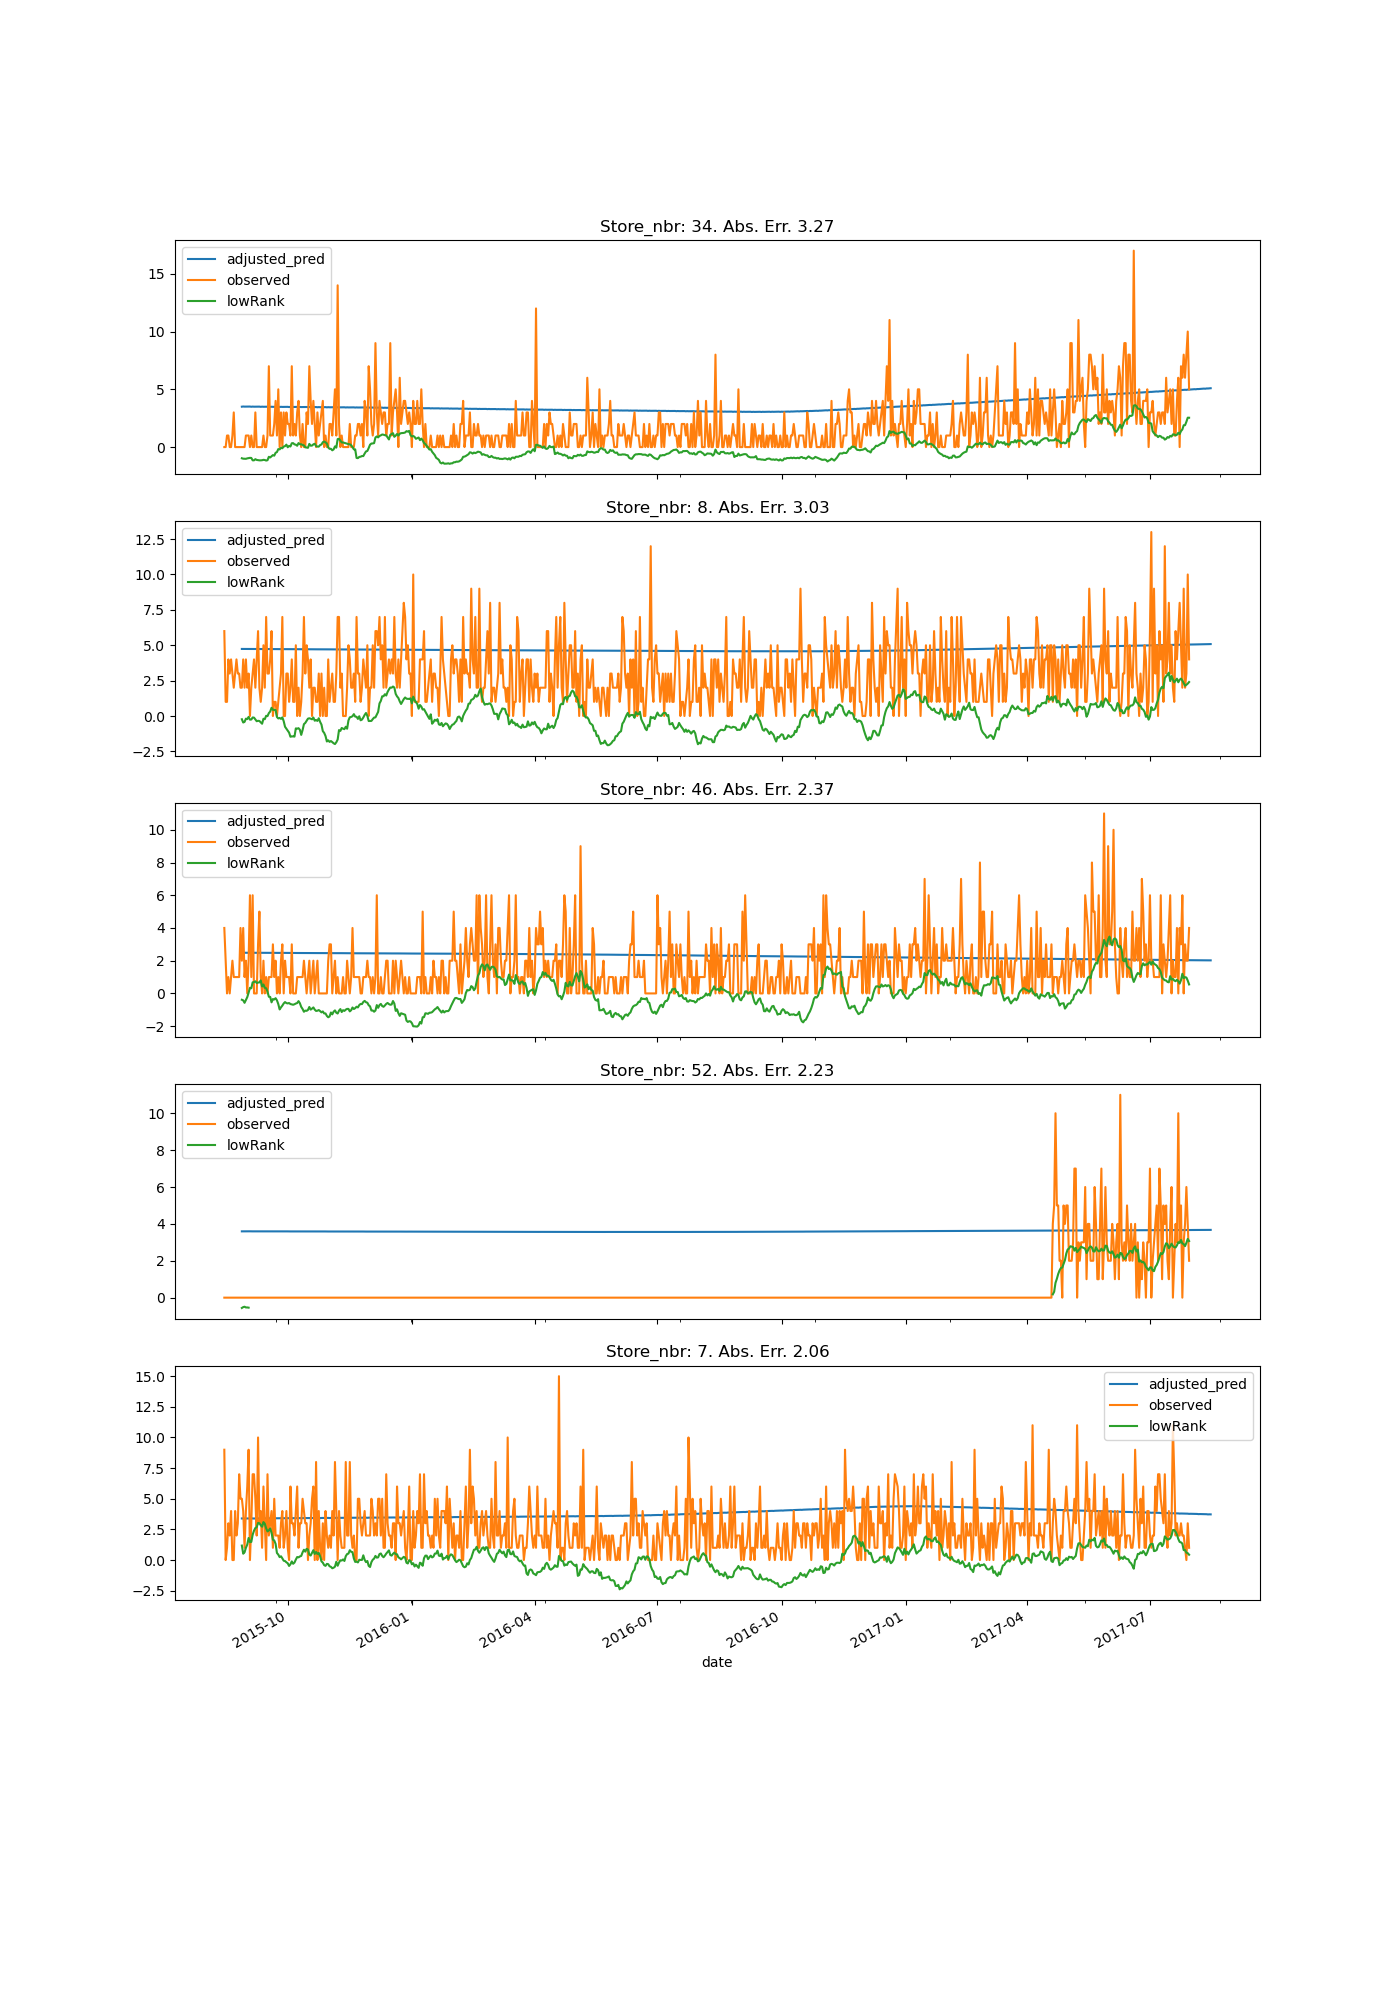 Store_nbr: 34. Abs. Err. 3.27
adjusted_pred
observed
lowRank
15
10
5
0
Store_nbr: 8. Abs. Err. 3.03
adjusted_pred
observed
lowRank
12.5
10.0
7.5
5.0
2.5
0.0
−2.5
Store_nbr: 46. Abs. Err. 2.37
adjusted_pred
observed
lowRank
10
8
6
4
2
0
−2
Store_nbr: 52. Abs. Err. 2.23
adjusted_pred
observed
lowRank
10
8
6
4
2
0
Store_nbr: 7. Abs. Err. 2.06
adjusted_pred
observed
lowRank
15.0
12.5
10.0
7.5
5.0
2.5
0.0
−2.5
2015-10 2016-01 2016-04 2016-07 2016-10 2017-01 2017-04 2017-07
date